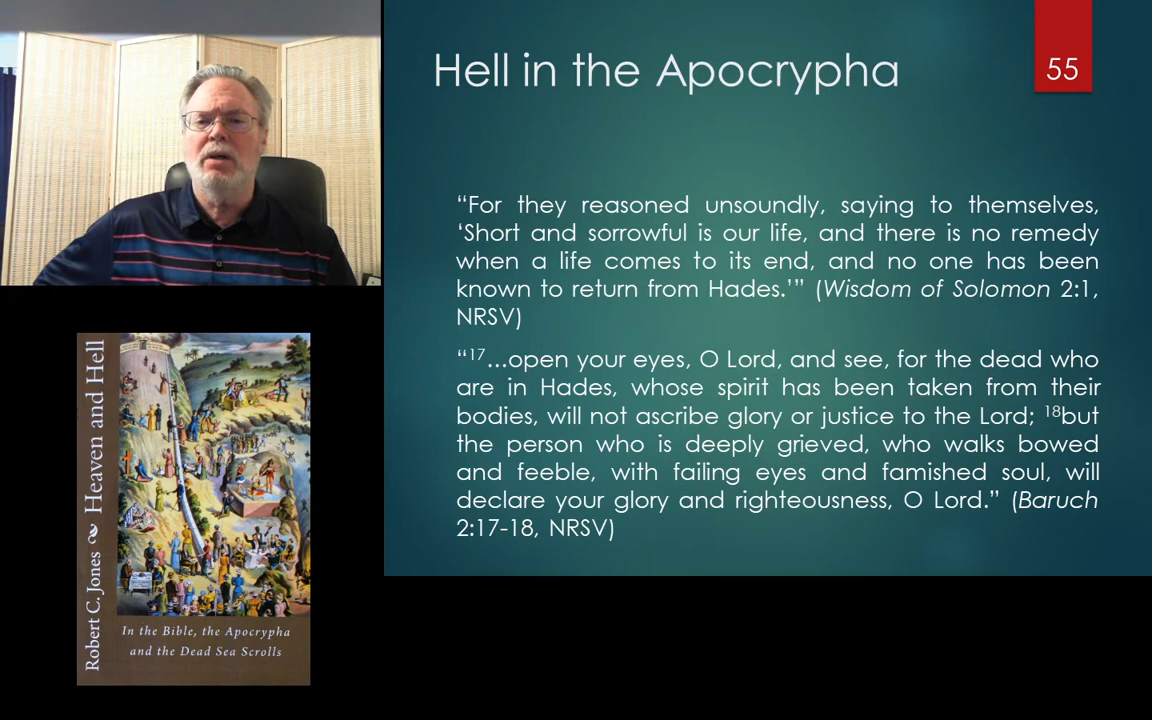 Hell in the Apocrypha
55
“For they reasoned unsoundly, saying to themselves,
‘Short and sorrowful is our life, and there is no remedy
when a life comes to its end, and no one has been
known to return from Hades.’” (Wisdom of Solomon 2:1,
NRSV)
“17…open your eyes, O Lord, and see, for the dead who
are in Hades, whose spirit has been taken from their
bodies, will not ascribe glory or justice to the Lord; 18but
the person who is deeply grieved, who walks bowed
and feeble, with failing eyes and famished soul, will
declare your glory and righteousness, O Lord.” (Baruch
2:17-18, NRSV)
Robert C. Jones Heaven and Hell
In the Bible, the Apocrypha
and the Dead Sea Scrolls